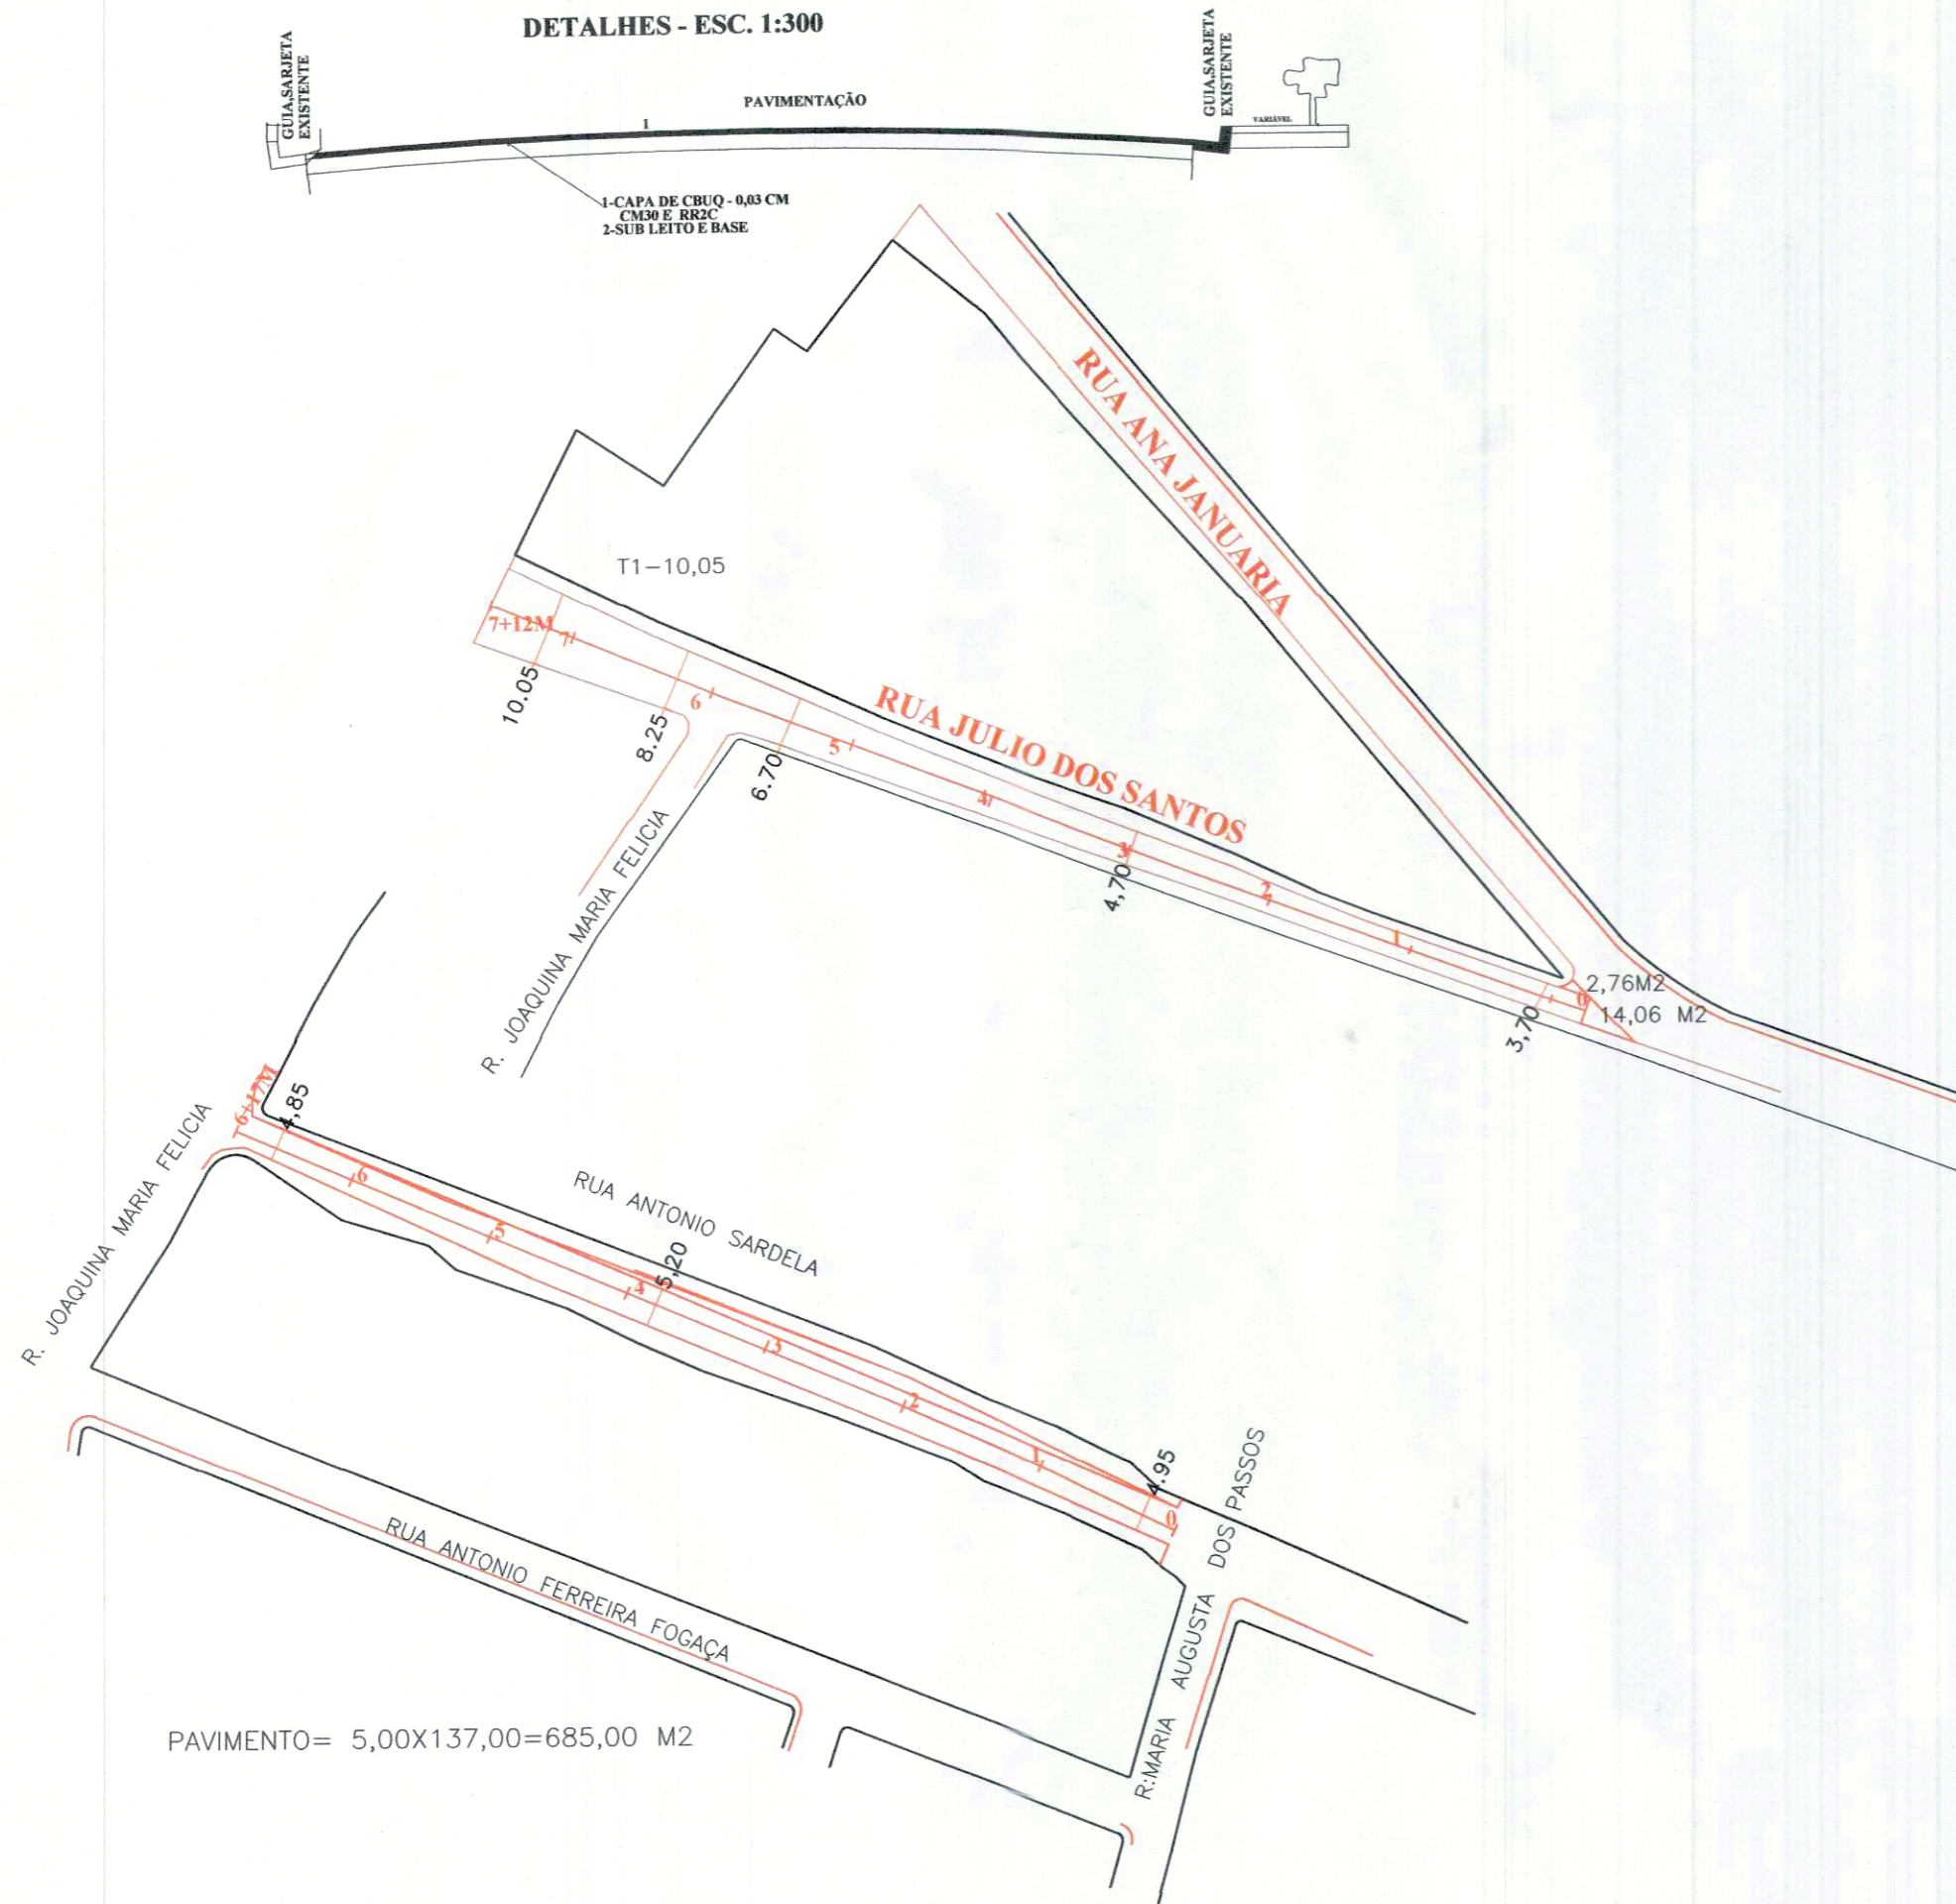 DETALHES - ESC. 1:300
GUIA,SARJETA
EXISTENTE
PAVIMENTAÇÃO
1
GUIA,SARJETA
EXISTENTE
VARIÁVEL
1-CAPA DE CBUQ - 0,03 CM
CM30 E RR2C
2-SUB LEITO E BASE
RUA ANA JANUARIA
T1-10,05
7+12M
7
10.05
6
8.25
5
6.70
RUA JULIO DOS SANTOS
4
3
4,70
2
1
0
3,70
2,76M2
14,06 M2
R. JOAQUINA MARIA FELICIA
6+17M
4,85
R. JOAQUINA MARIA FELICIA
6
5
RUA ANTONIO SARDELA
4
5,20
3
2
1
4.95
0
R:MARIA AUGUSTA DOS PASSOS
RUA ANTONIO FERREIRA FOGAÇA
PAVIMENTO= 5,00X137,00=685,00 M2